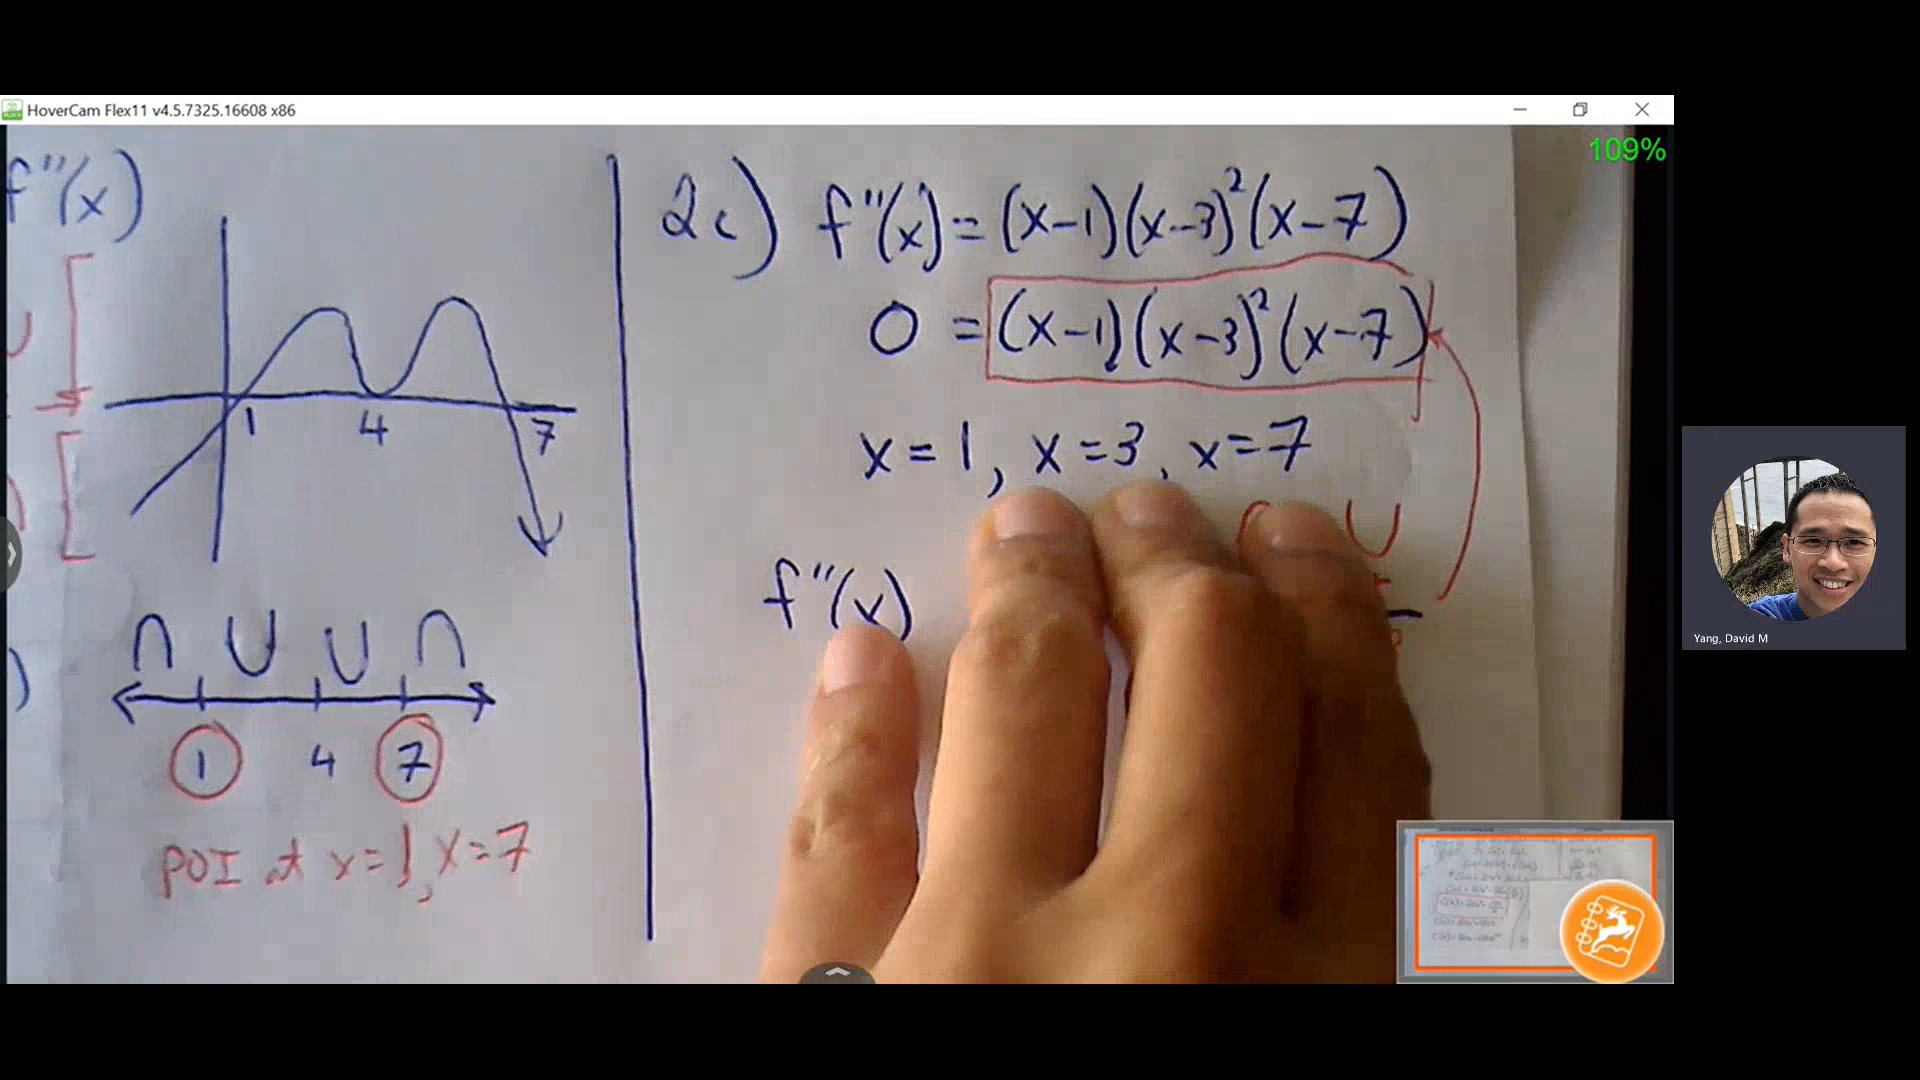 HoverCam Flex11 v4.5.7325.16608 x86
109%
f"(x)
1 4 7
1 4 7
POI at x=1, x=7
2c) f"(x) = (x-1)(x-3)²(x-7)
0 = (x-1)(x-3)²(x-7)
x=1, x=3, x=7
f"(x)
Yang, David M